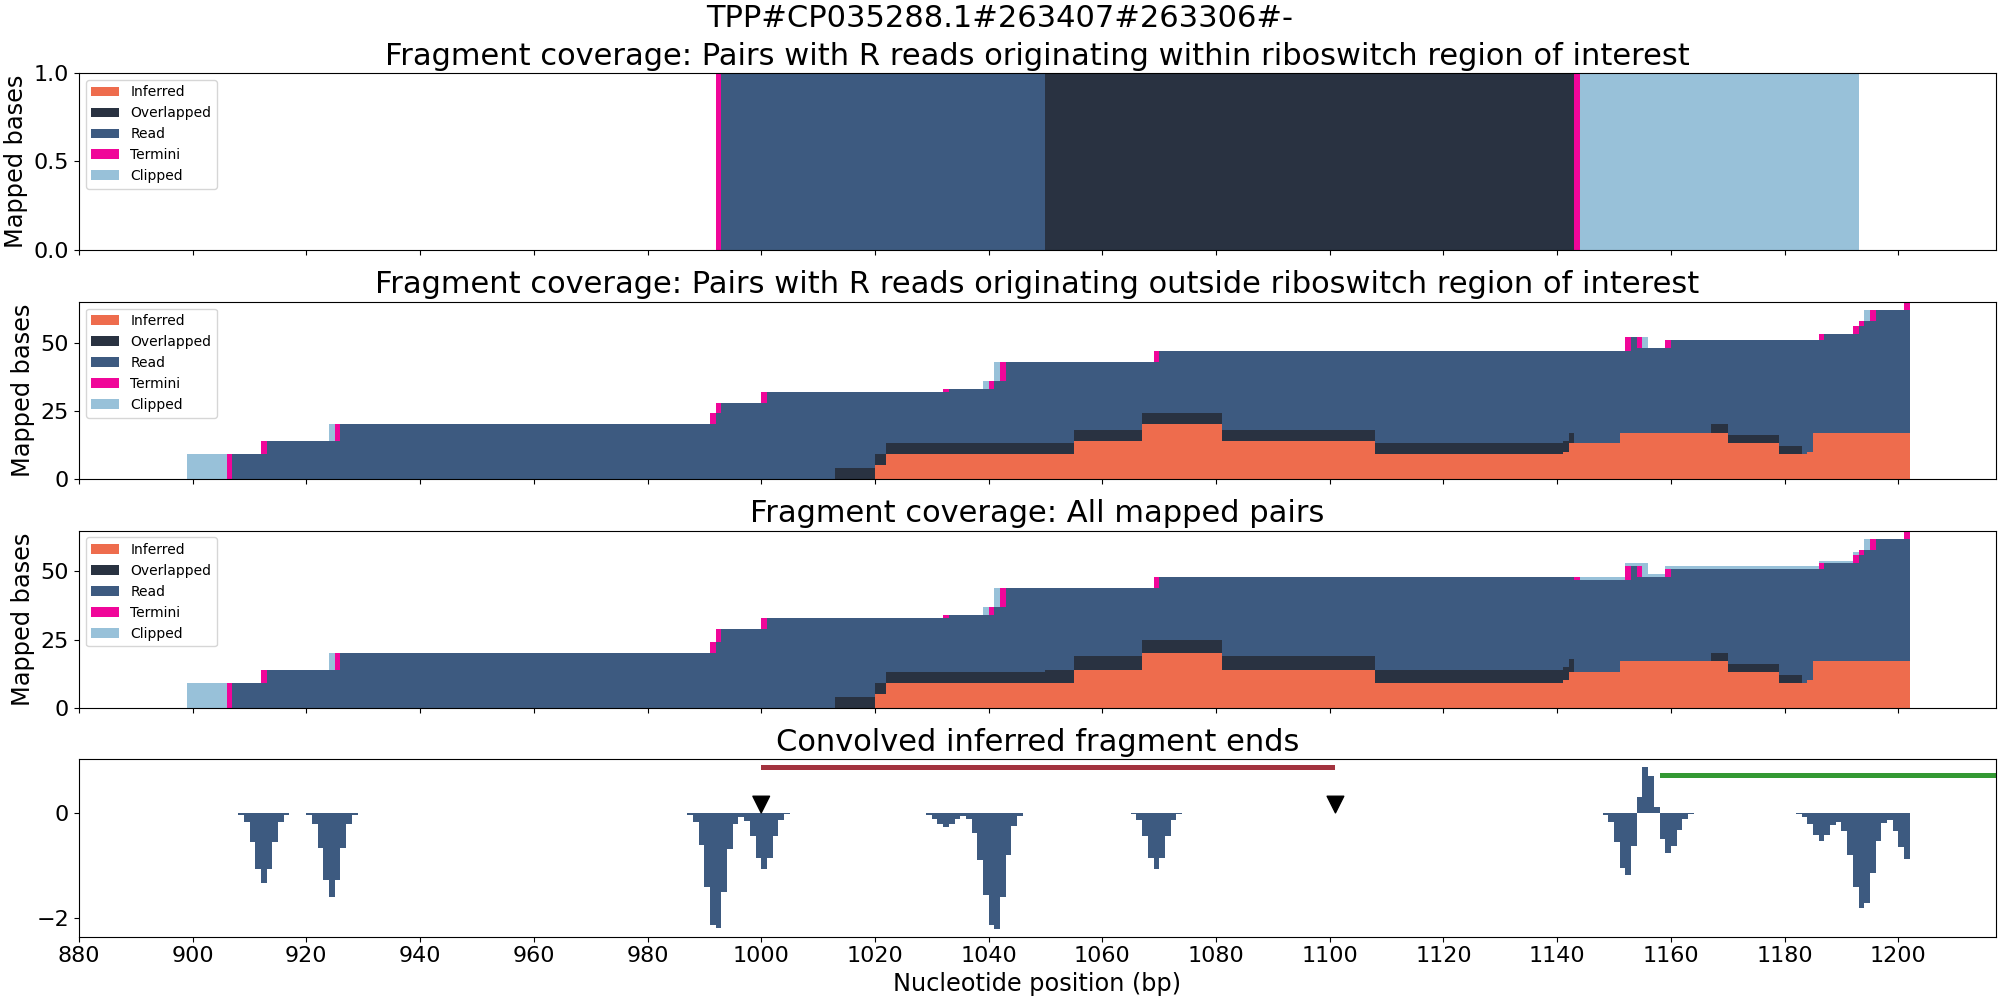 TPP#CP035288.1#263407#263306#-
Fragment coverage: Pairs with R reads originating within riboswitch region of interest
Mapped bases
1.0
0.5
0.0
Inferred
Overlapped
Read
Termini
Clipped
Fragment coverage: Pairs with R reads originating outside riboswitch region of interest
Mapped bases
50
25
0
Inferred
Overlapped
Read
Termini
Clipped
Fragment coverage: All mapped pairs
Mapped bases
50
25
0
Inferred
Overlapped
Read
Termini
Clipped
Convolved inferred fragment ends
0
−2
880 900 920 940 960 980 1000 1020 1040 1060 1080 1100 1120 1140 1160 1180 1200
Nucleotide position (bp)